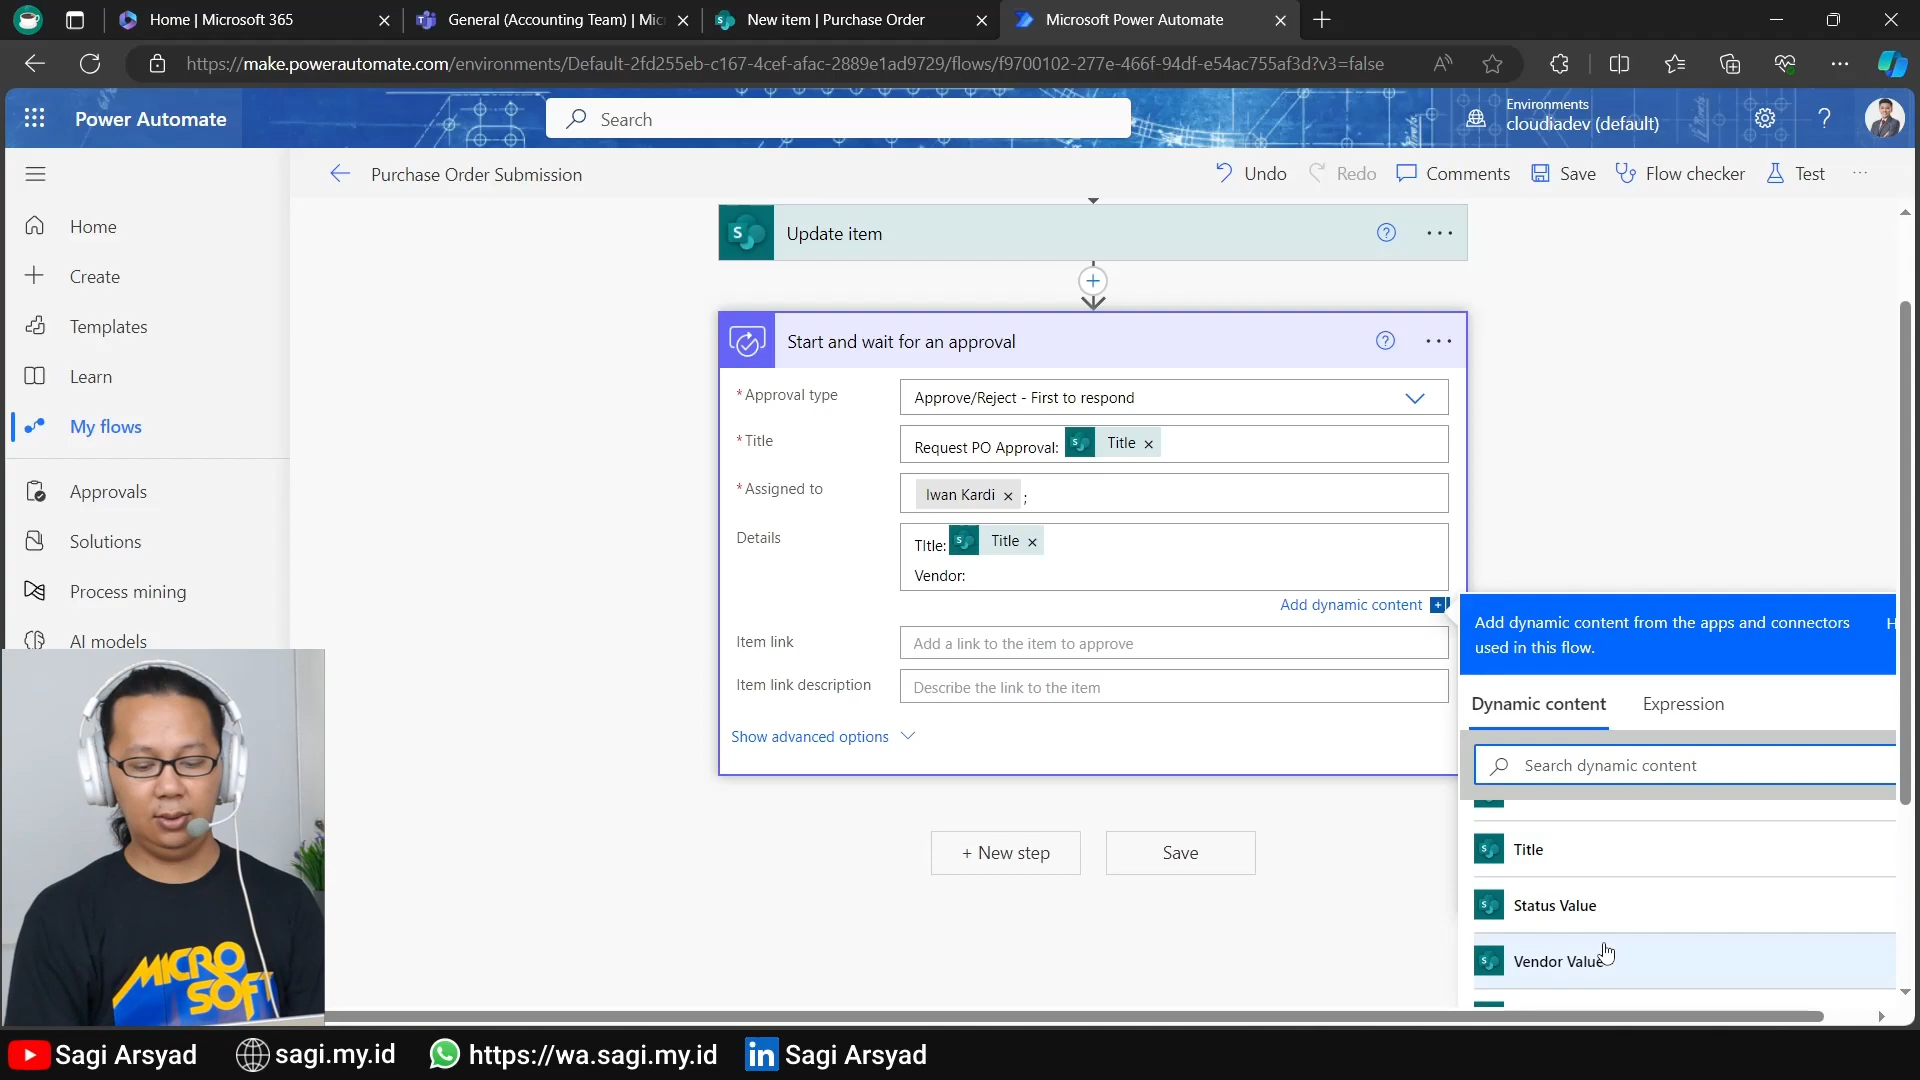 Home | Microsoft 365
General (Accounting Team) | Mic
New item | Purchase Order
Microsoft Power Automate
https://make.powerautomate.com/environments/Default-2fd255eb-c167-4cef-afac-2889e1ad9729/flows/f9700102-277e-466f-94df-e54ac755af3d?v3=false
Power Automate
Search
Environments
cloudiadev (default)
Purchase Order Submission
Undo
Redo
Comments
Save
Flow checker
Test
Home
Create
Templates
Learn
My flows
Approvals
Solutions
Process mining
AI models
Update item
Start and wait for an approval
* Approval type
Approve/Reject - First to respond
* Title
Request PO Approval: Title
* Assigned to
Iwan Kardi ;
Details
TItle: Title
Vendor:
Add dynamic content
Item link
Add a link to the item to approve
Item link description
Describe the link to the item
Show advanced options
+ New step
Save
Add dynamic content from the apps and connectors
used in this flow.
H
Dynamic content
Expression
Search dynamic content
Title
Status Value
Vendor Value
MICRO
SOFT
Sagi Arsyad
sagi.my.id
https://wa.sagi.my.id
in Sagi Arsyad